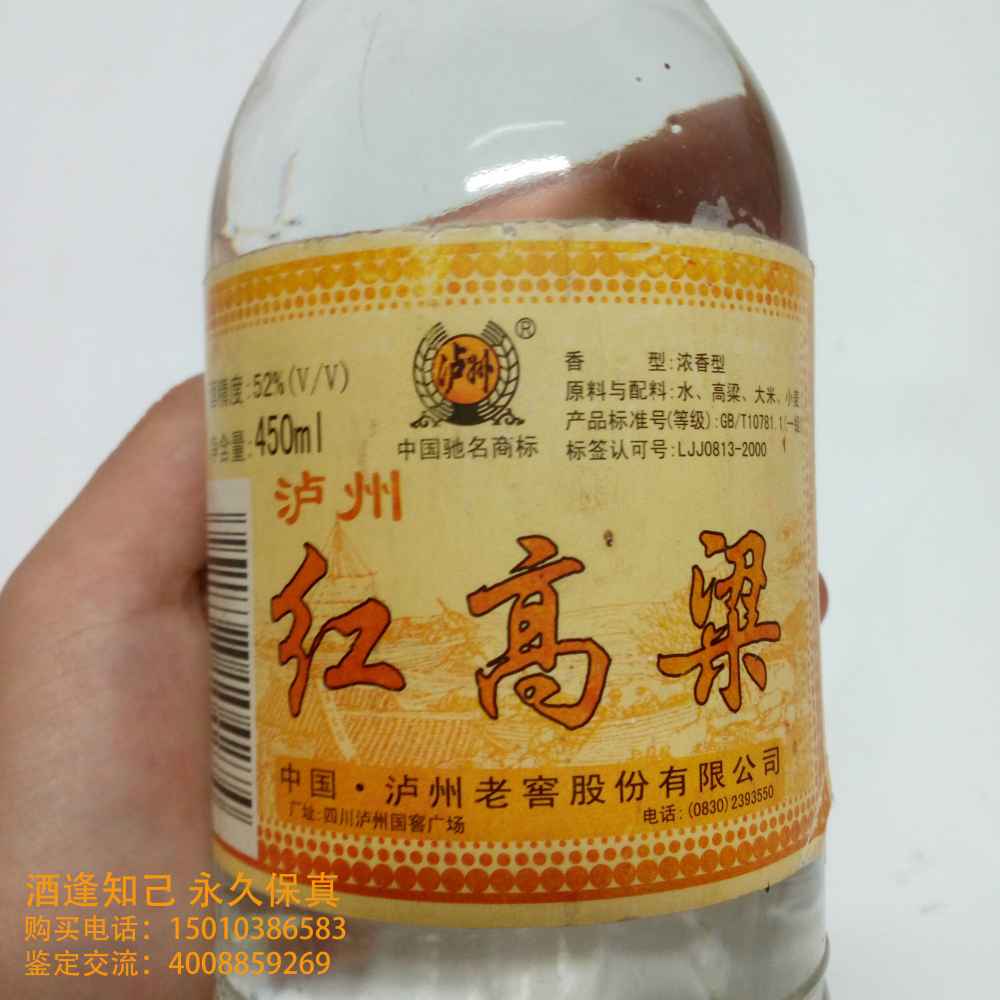 泸州
®
中国驰名商标
精度:52%(V/V)
净含量:450ml
香 型:浓香型
原料与配料:水、高粱、大米、小麦
产品标准号(等级):GB/T10781.1(一级
标签认可号:LJJ0813-2000
泸州
红高粱
中国·泸州老窖股份有限公司
厂址:四川泸州国窖广场
电话:(0830)2393550
酒逢知己 永久保真
购买电话：15010386583
鉴定交流：4008859269